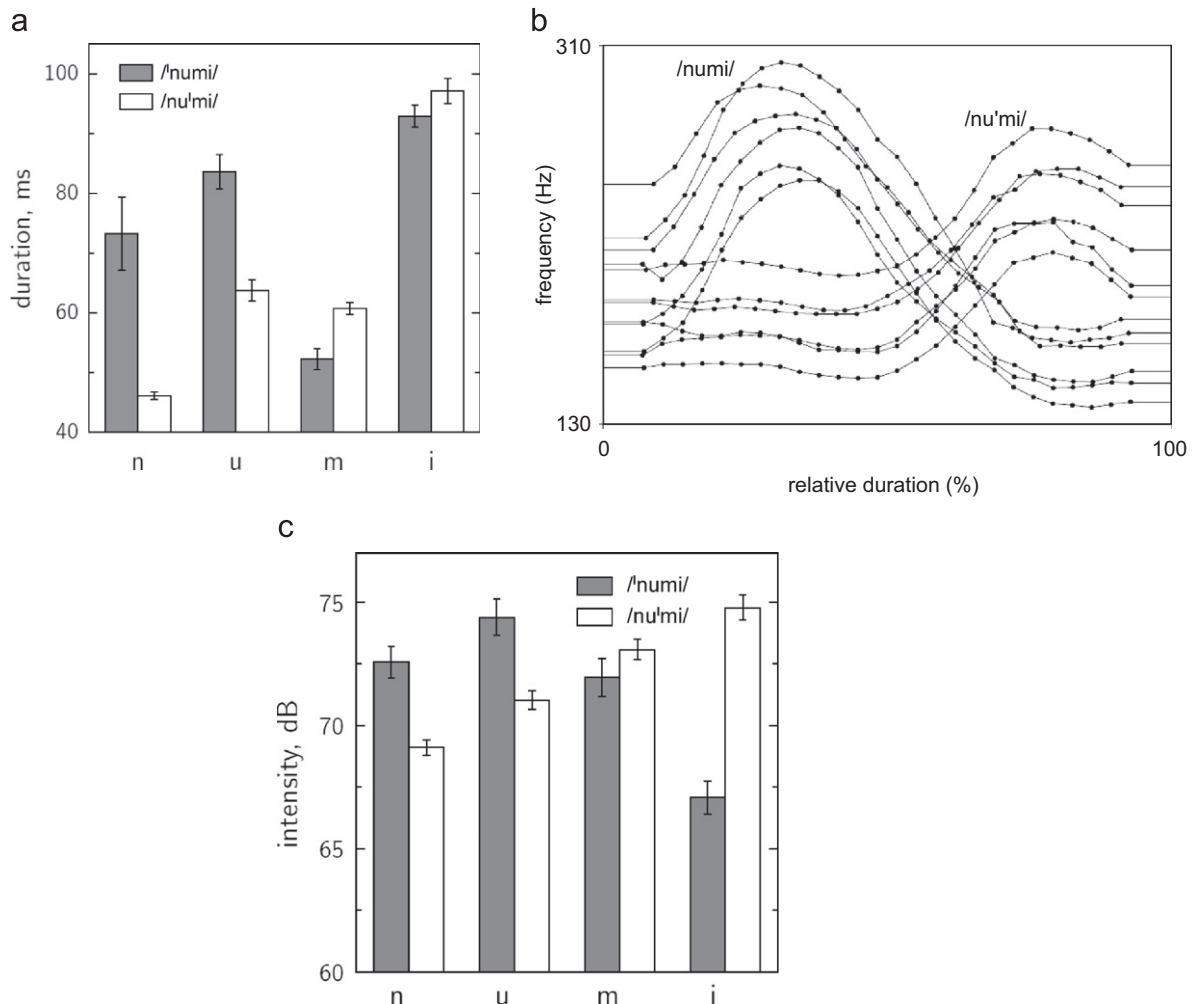 a
100
80
60
40
duration, ms
/ˈnumi/
/nuˈmi/
n u m i
b
310
130
frequency (Hz)
/numi/
/nu'mi/
0 100
relative duration (%)
c
75
70
65
60
intensity, dB
/ˈnumi/
/nuˈmi/
n u m i